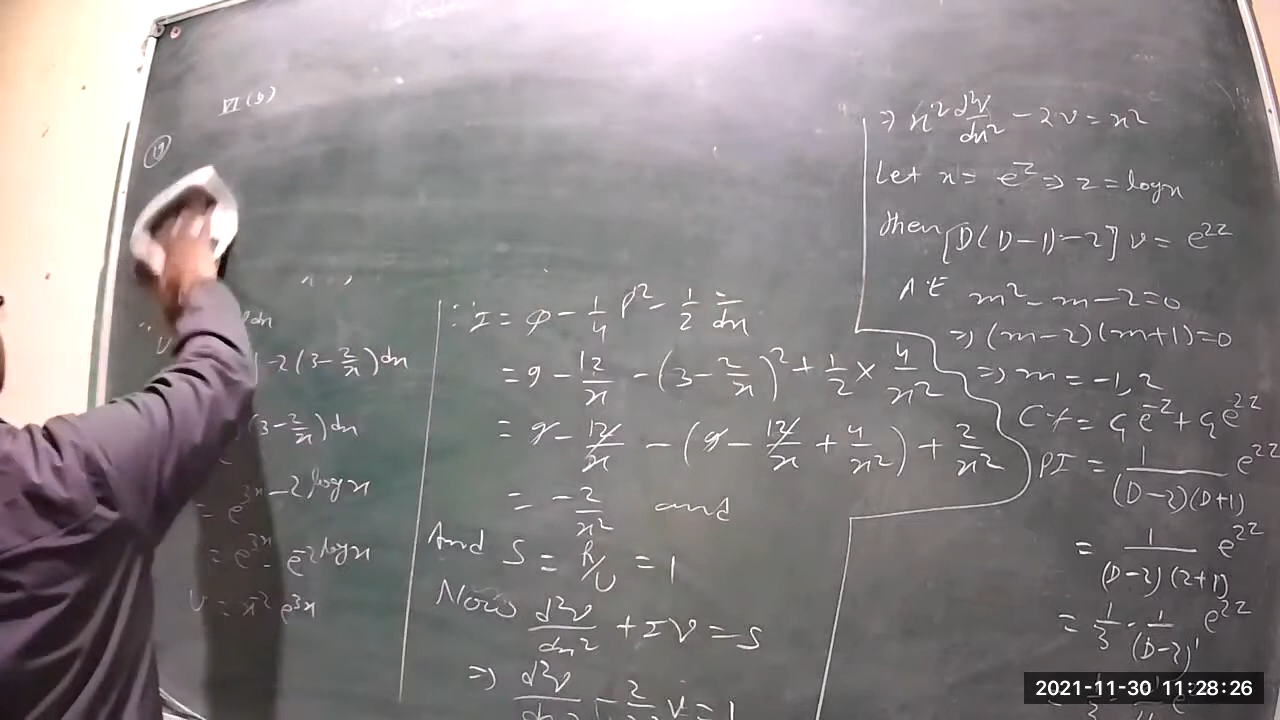 VI (b)
(19)
-2(3 - 2/x) dx
(3 - 2/x) dx
= e^{3x - 2 log x}
= e^{3x} · e^{-2 log x}
U = x^{-2} e^{3x}
∴ I = Q - 1/4 P² - 1/2 dx
= 9 - 12/x - (3 - 2/x)² + 1/2 × 4/x²
= 9 - 12/x - (9 - 12/x + 4/x²) + 2/x²
= -2/x² and
And S = R/U = 1
Now d²v/dx² + IV = S
⇒ d²v/dx² - 2/x² v = 1
⇒ x² d²v/dx² - 2v = x²
Let x = e^z ⇒ z = log x
then [D(D-1) - 2] v = e^{2z}
A.E m² - m - 2 = 0
⇒ (m-2)(m+1) = 0
⇒ m = -1, 2
CF = C₁e^{-z} + C₂e^{2z}
PI = 1/((D-2)(D+1)) e^{2z}
= 1/((D-2)(2+1)) e^{2z}
= 1/3 · 1/(D-2) e^{2z}
2021-11-30 11:28:26